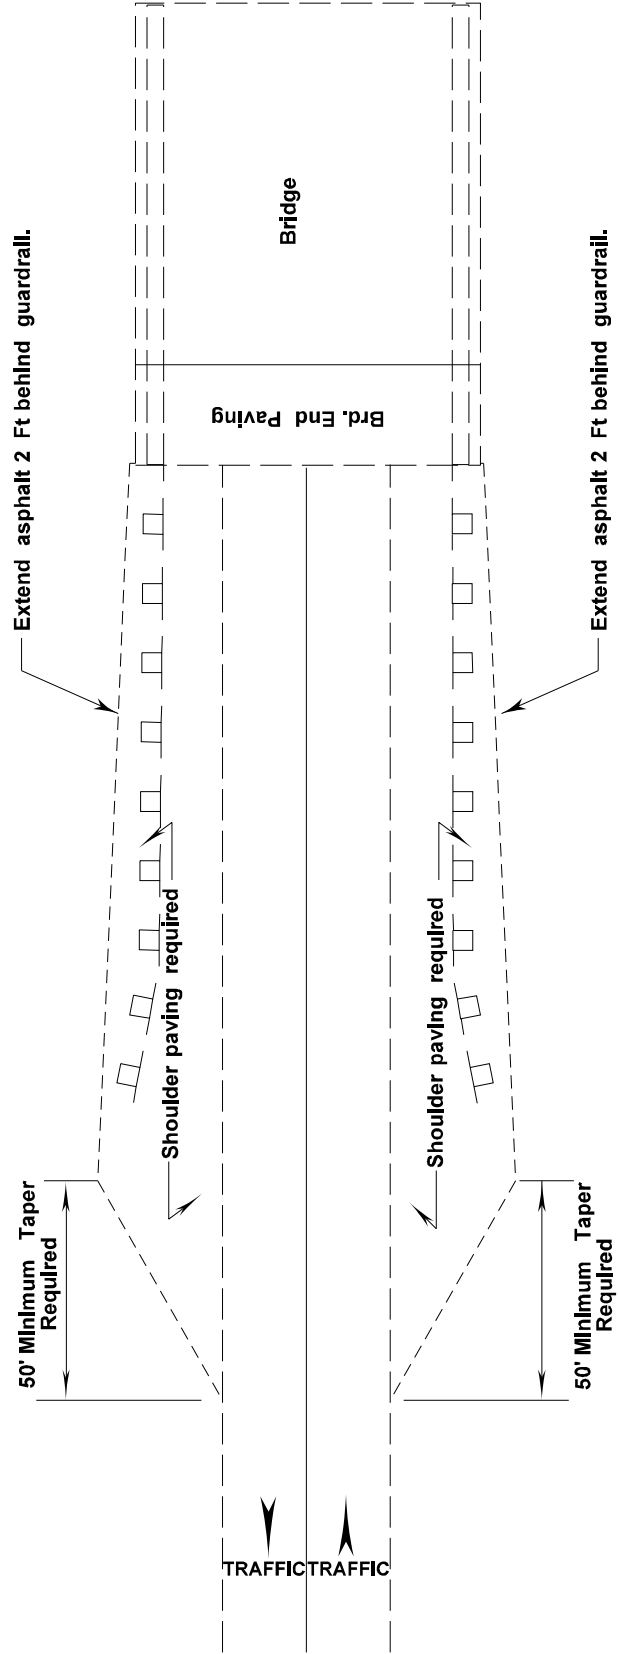 Bridge
Extend asphalt 2 Ft behind guardrail.
Extend asphalt 2 Ft behind guardrail.
Brd. End Paving
Shoulder paving required
Shoulder paving required
50' Minimum Taper
Required
50' Minimum Taper
Required
TRAFFIC
TRAFFIC